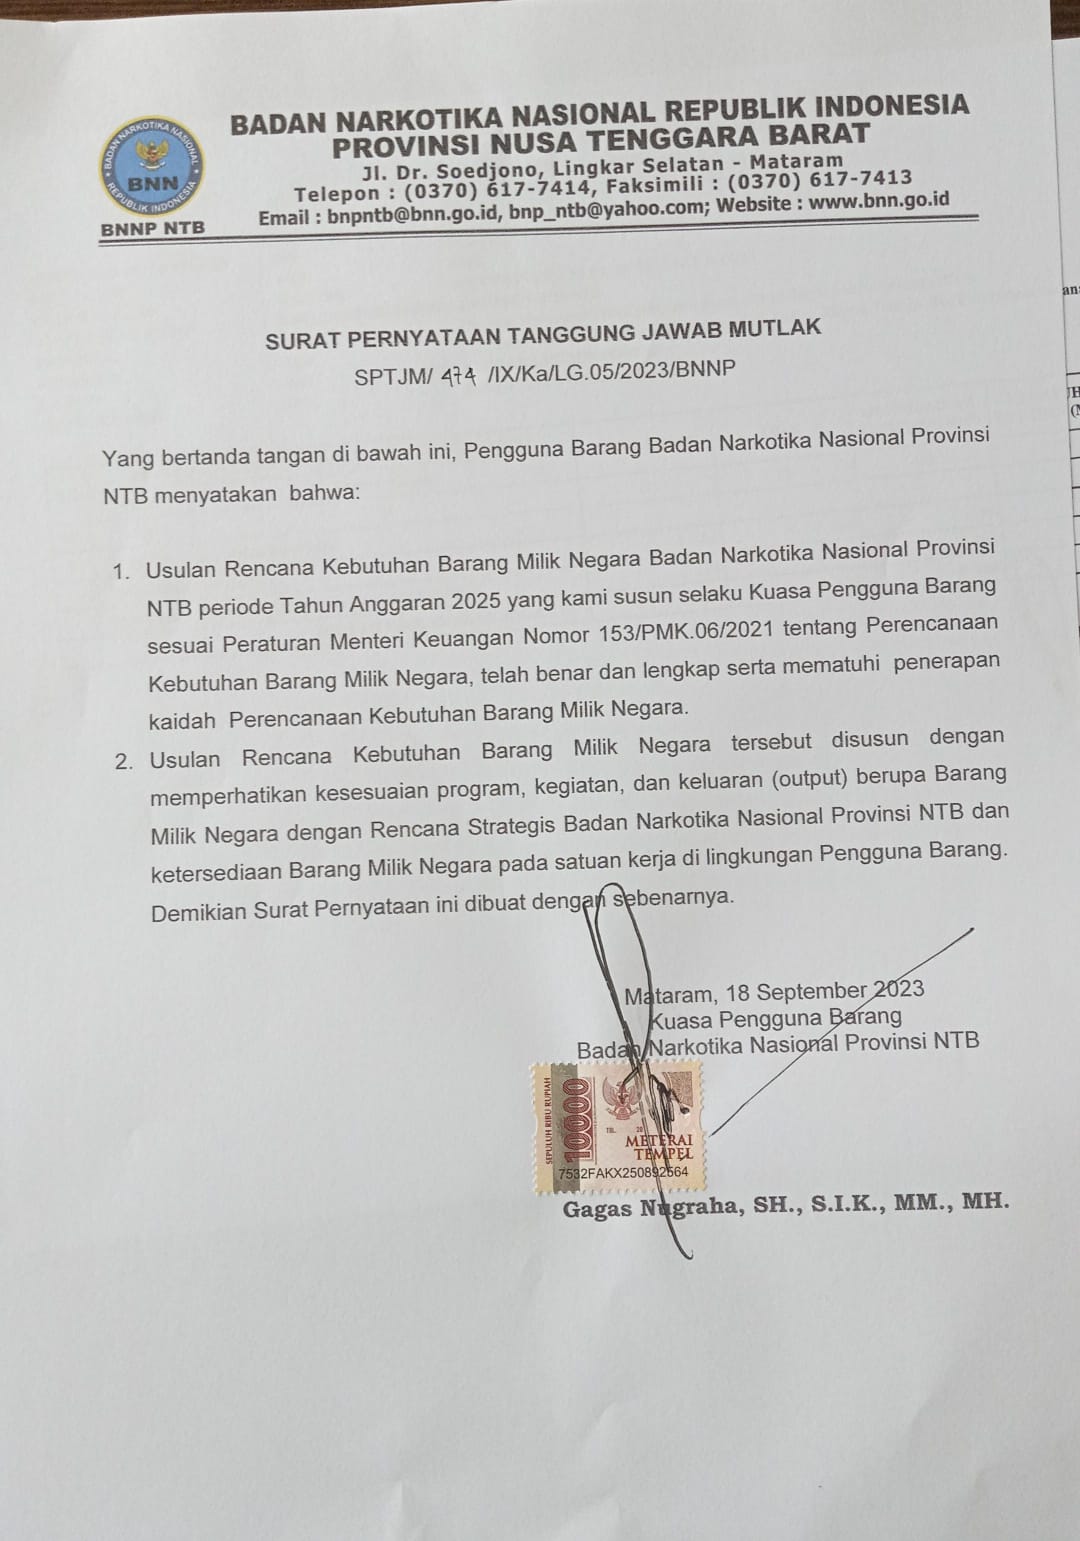 BADAN NARKOTIKA NASIONAL
BNN
REPUBLIK INDONESIA
BNNP NTB
BADAN NARKOTIKA NASIONAL REPUBLIK INDONESIA
PROVINSI NUSA TENGGARA BARAT
Jl. Dr. Soedjono, Lingkar Selatan - Mataram
Telepon : (0370) 617-7414, Faksimili : (0370) 617-7413
Email : bnpntb@bnn.go.id, bnp_ntb@yahoo.com; Website : www.bnn.go.id
SURAT PERNYATAAN TANGGUNG JAWAB MUTLAK
SPTJM/ 474 /IX/Ka/LG.05/2023/BNNP
Yang bertanda tangan di bawah ini, Pengguna Barang Badan Narkotika Nasional Provinsi
NTB menyatakan bahwa:
1. Usulan Rencana Kebutuhan Barang Milik Negara Badan Narkotika Nasional Provinsi
NTB periode Tahun Anggaran 2025 yang kami susun selaku Kuasa Pengguna Barang
sesuai Peraturan Menteri Keuangan Nomor 153/PMK.06/2021 tentang Perencanaan
Kebutuhan Barang Milik Negara, telah benar dan lengkap serta mematuhi penerapan
kaidah Perencanaan Kebutuhan Barang Milik Negara.
2. Usulan Rencana Kebutuhan Barang Milik Negara tersebut disusun dengan
memperhatikan kesesuaian program, kegiatan, dan keluaran (output) berupa Barang
Milik Negara dengan Rencana Strategis Badan Narkotika Nasional Provinsi NTB dan
ketersediaan Barang Milik Negara pada satuan kerja di lingkungan Pengguna Barang.
Demikian Surat Pernyataan ini dibuat dengan sebenarnya.
Mataram, 18 September 2023
Kuasa Pengguna Barang
Badan Narkotika Nasional Provinsi NTB
SEPULUH RIBU RUPIAH
10000
TGL. 20
METERAI
TEMPEL
7532FAKX250892564
Gagas Nugraha, SH., S.I.K., MM., MH.